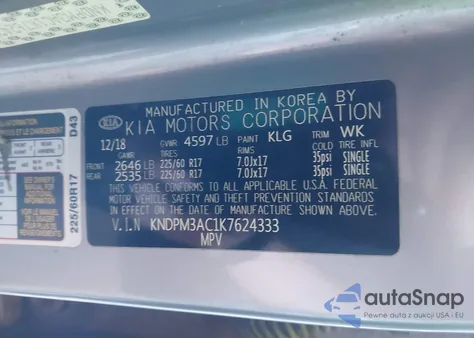 D43
225/60R17
MANUFACTURED IN KOREA BY
KIA KIA MOTORS CORPORATION
12/18 GVWR 4597 LB PAINT KLG TRIM WK
GAWR TIRES RIMS COLD TIRE INFL
FRONT 2646 LB 225/60 R17 7.0Jx17 35psi SINGLE
REAR 2535 LB 225/60 R17 7.0Jx17 35psi SINGLE
THIS VEHICLE CONFORMS TO ALL APPLICABLE U.S.A. FEDERAL
MOTOR VEHICLE SAFETY AND THEFT PREVENTION STANDARDS
IN EFFECT ON THE DATE OF MANUFACTURE SHOWN ABOVE.
V.I.N KNDPM3AC1K7624333
MPV
autoSnap
Pewne auta z aukcji USA i EU